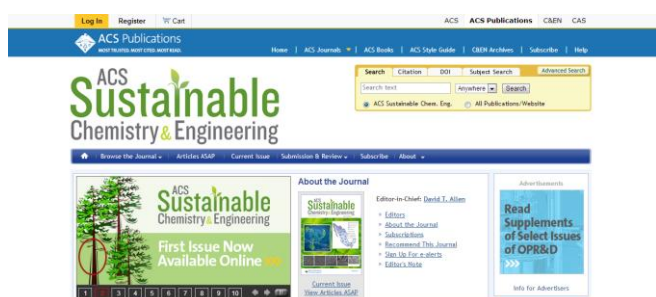 Log In Register Cart ACS ACS Publications C&EN CAS
ACS Publications
MOST TRUSTED. MOST CITED. MOST READ.
Home | ACS Journals | ACS Books | ACS Style Guide | C&EN Archives | Subscribe | Help
ACS
Sustainable
Chemistry & Engineering
Search Citation DOI Subject Search Advanced Search
Search text Anywhere Search
ACS Sustainable Chem. Eng. All Publications/Website
Browse the Journal Articles ASAP Current Issue Submission & Review Subscribe About
ACS
Sustainable
Chemistry & Engineering
First Issue Now
Available Online
1 2 3 4 5 6 7 8 9 10
About the Journal
ACS
Sustainable
Chemistry & Engineering
Current Issue
View Articles ASAP
Editor-in-Chief: David T. Allen
Editors
About the Journal
Subscriptions
Recommend This Journal
Sign Up For e-alerts
Editor's Note
Advertisements
Read
Supplements
of Select Issues
of OPR&D
Info for Advertisers